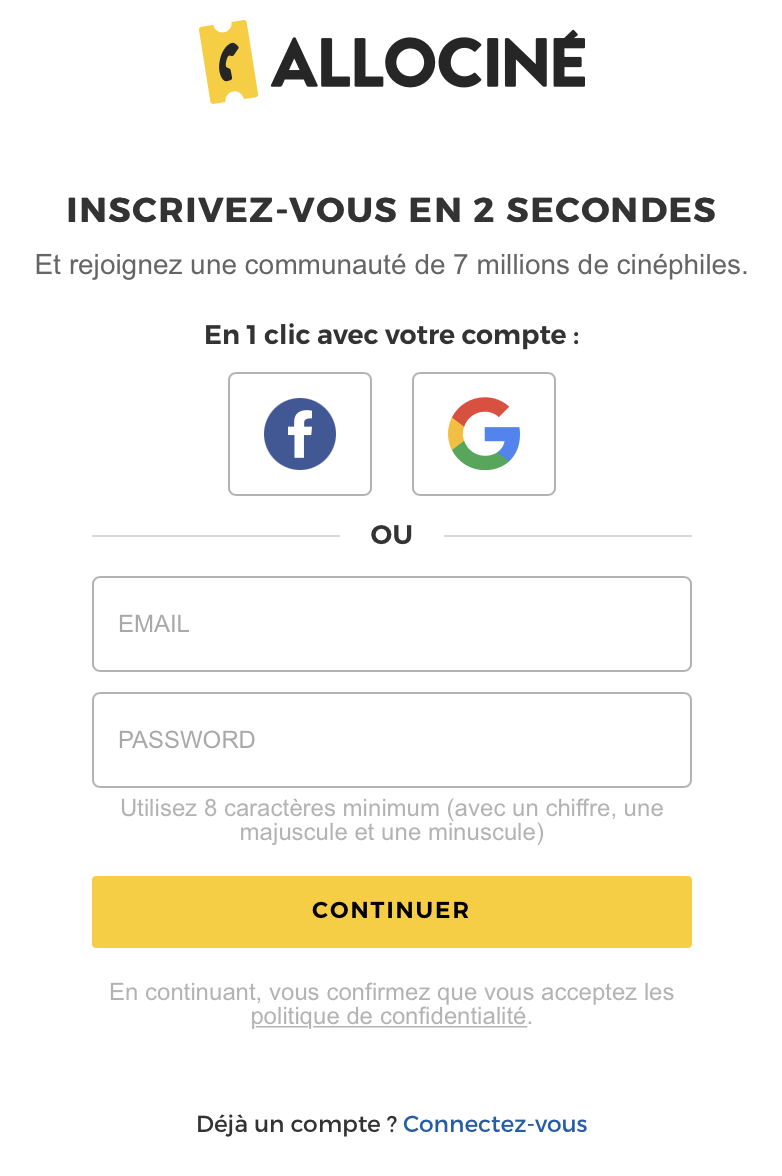 ALLOCINÉ
INSCRIVEZ-VOUS EN 2 SECONDES
Et rejoignez une communauté de 7 millions de cinéphiles.
En 1 clic avec votre compte :
OU
EMAIL
PASSWORD
Utilisez 8 caractères minimum (avec un chiffre, une
majuscule et une minuscule)
CONTINUER
En continuant, vous confirmez que vous acceptez les
politique de confidentialité.
Déjà un compte ? Connectez-vous